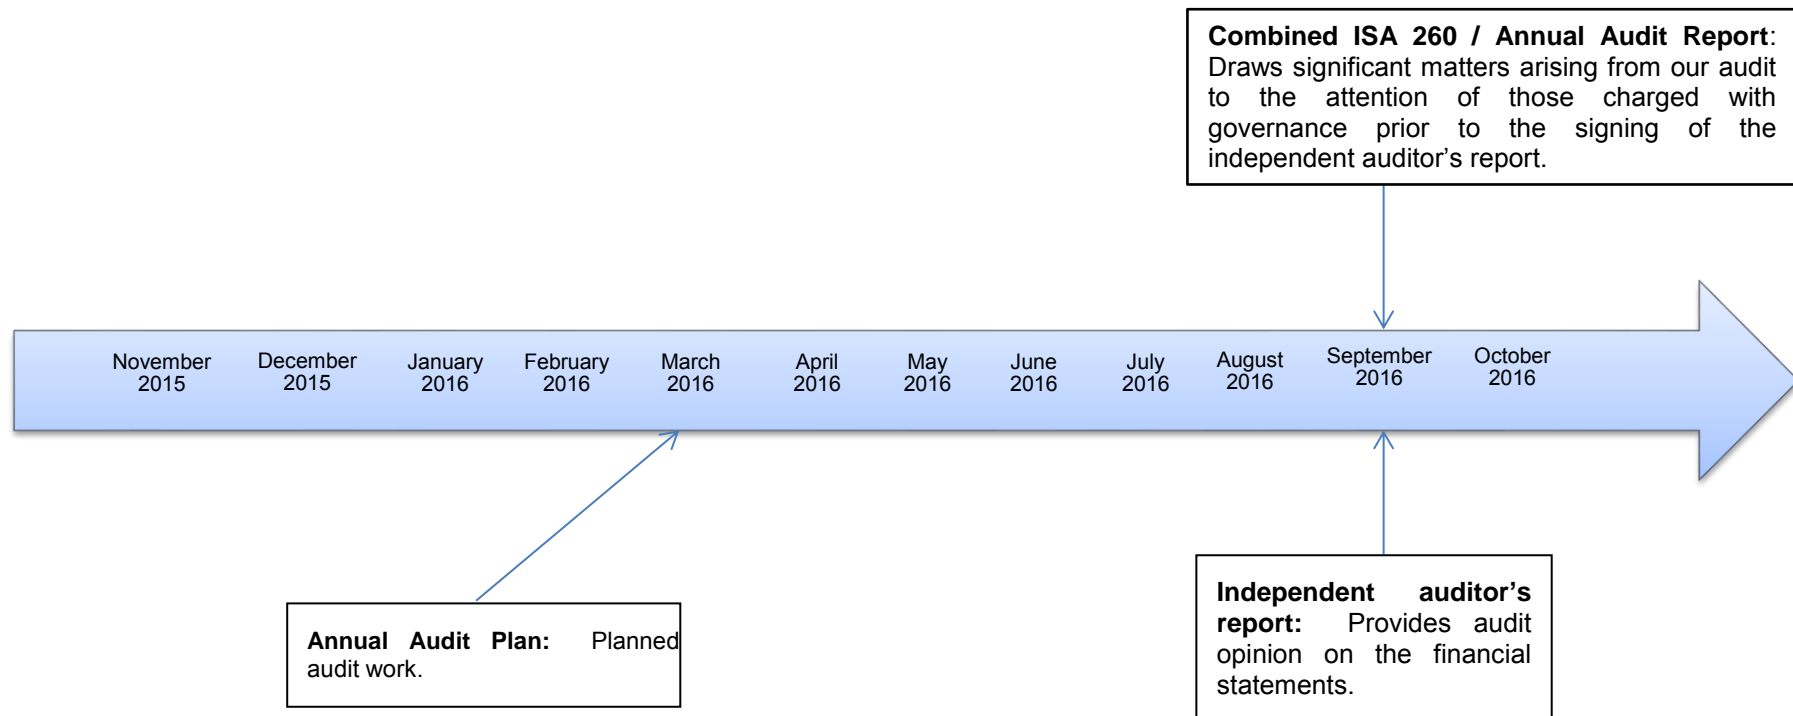 Combined ISA 260 / Annual Audit Report:
Draws significant matters arising from our audit
to the attention of those charged with
governance prior to the signing of the
independent auditor’s report.
November
2015
December
2015
January
2016
February
2016
March
2016
April
2016
May
2016
June
2016
July
2016
August
2016
September
2016
October
2016
Annual Audit Plan: Planned
audit work.
Independent auditor’s
report: Provides audit
opinion on the financial
statements.